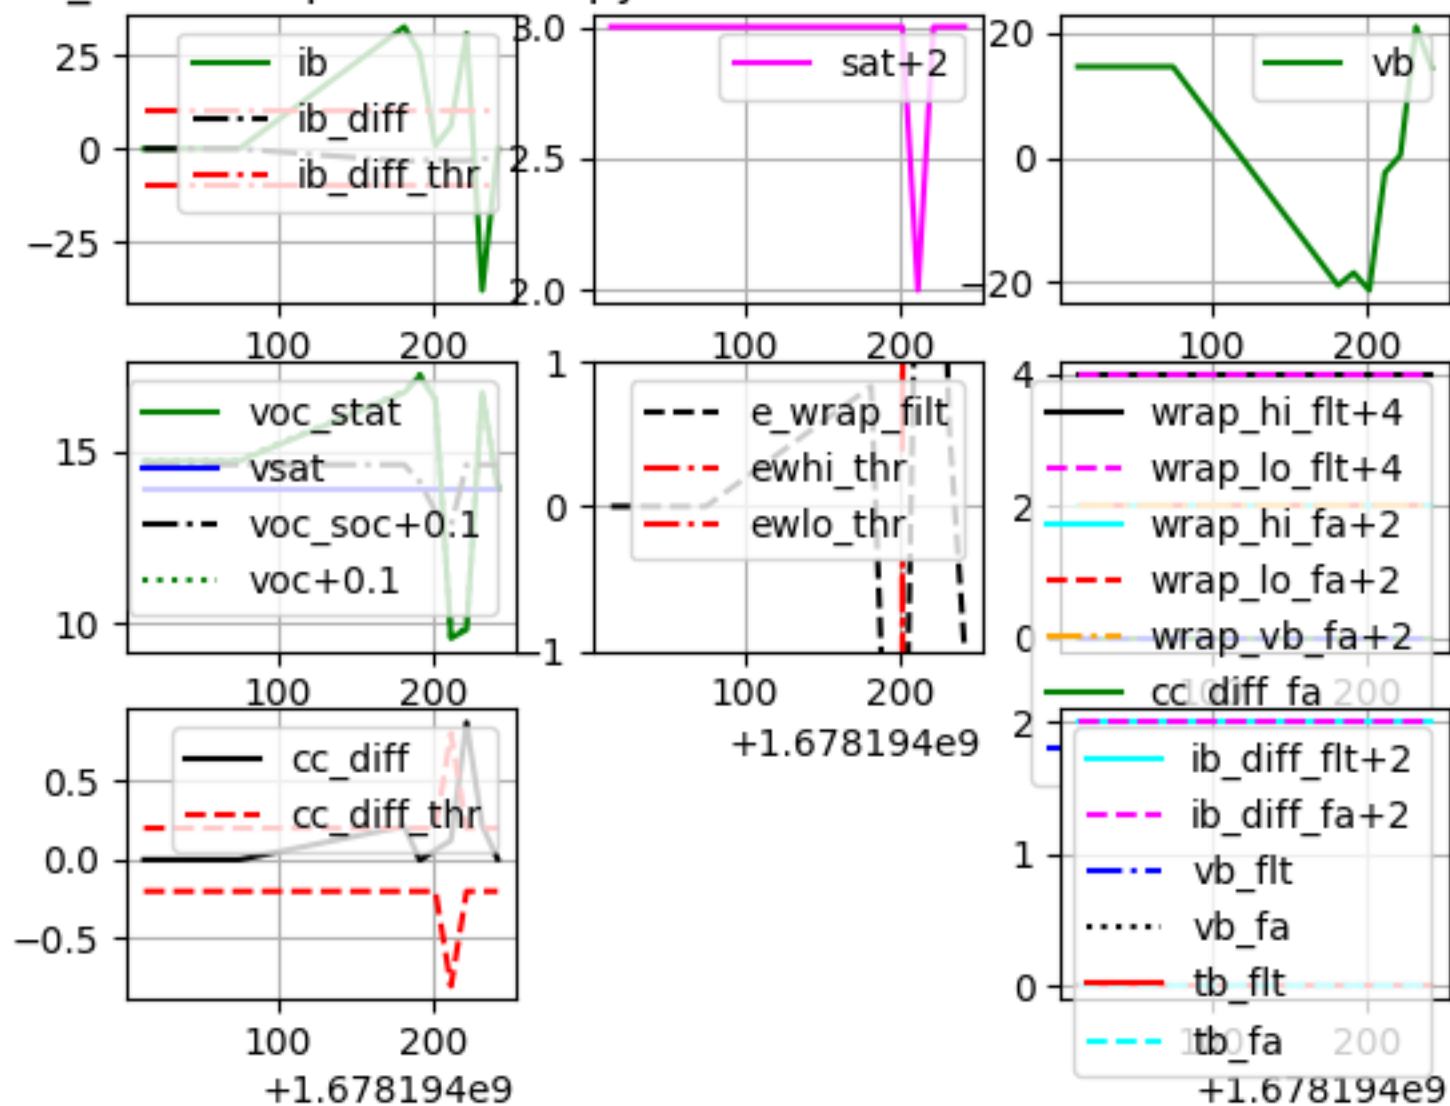 25
0
−25
ib
ib_diff
ib_diff_thr
100
200
3.0
2.5
2.0
sat+2
100
200
20
0
−20
vb
100
200
15
10
voc_stat
vsat
voc_soc+0.1
voc+0.1
100
200
1
0
−1
e_wrap_filt
ewhi_thr
ewlo_thr
100
200
+1.678194e9
4
2
0
wrap_hi_flt+4
wrap_lo_flt+4
wrap_hi_fa+2
wrap_lo_fa+2
wrap_vb_fa+2
cc_diff_fa
100
200
0.5
0.0
−0.5
cc_diff
cc_diff_thr
100
200
+1.678194e9
2
1
0
ib_diff_flt+2
ib_diff_fa+2
vb_flt
vb_fa
tb_flt
tb_fa
100
200
+1.678194e9